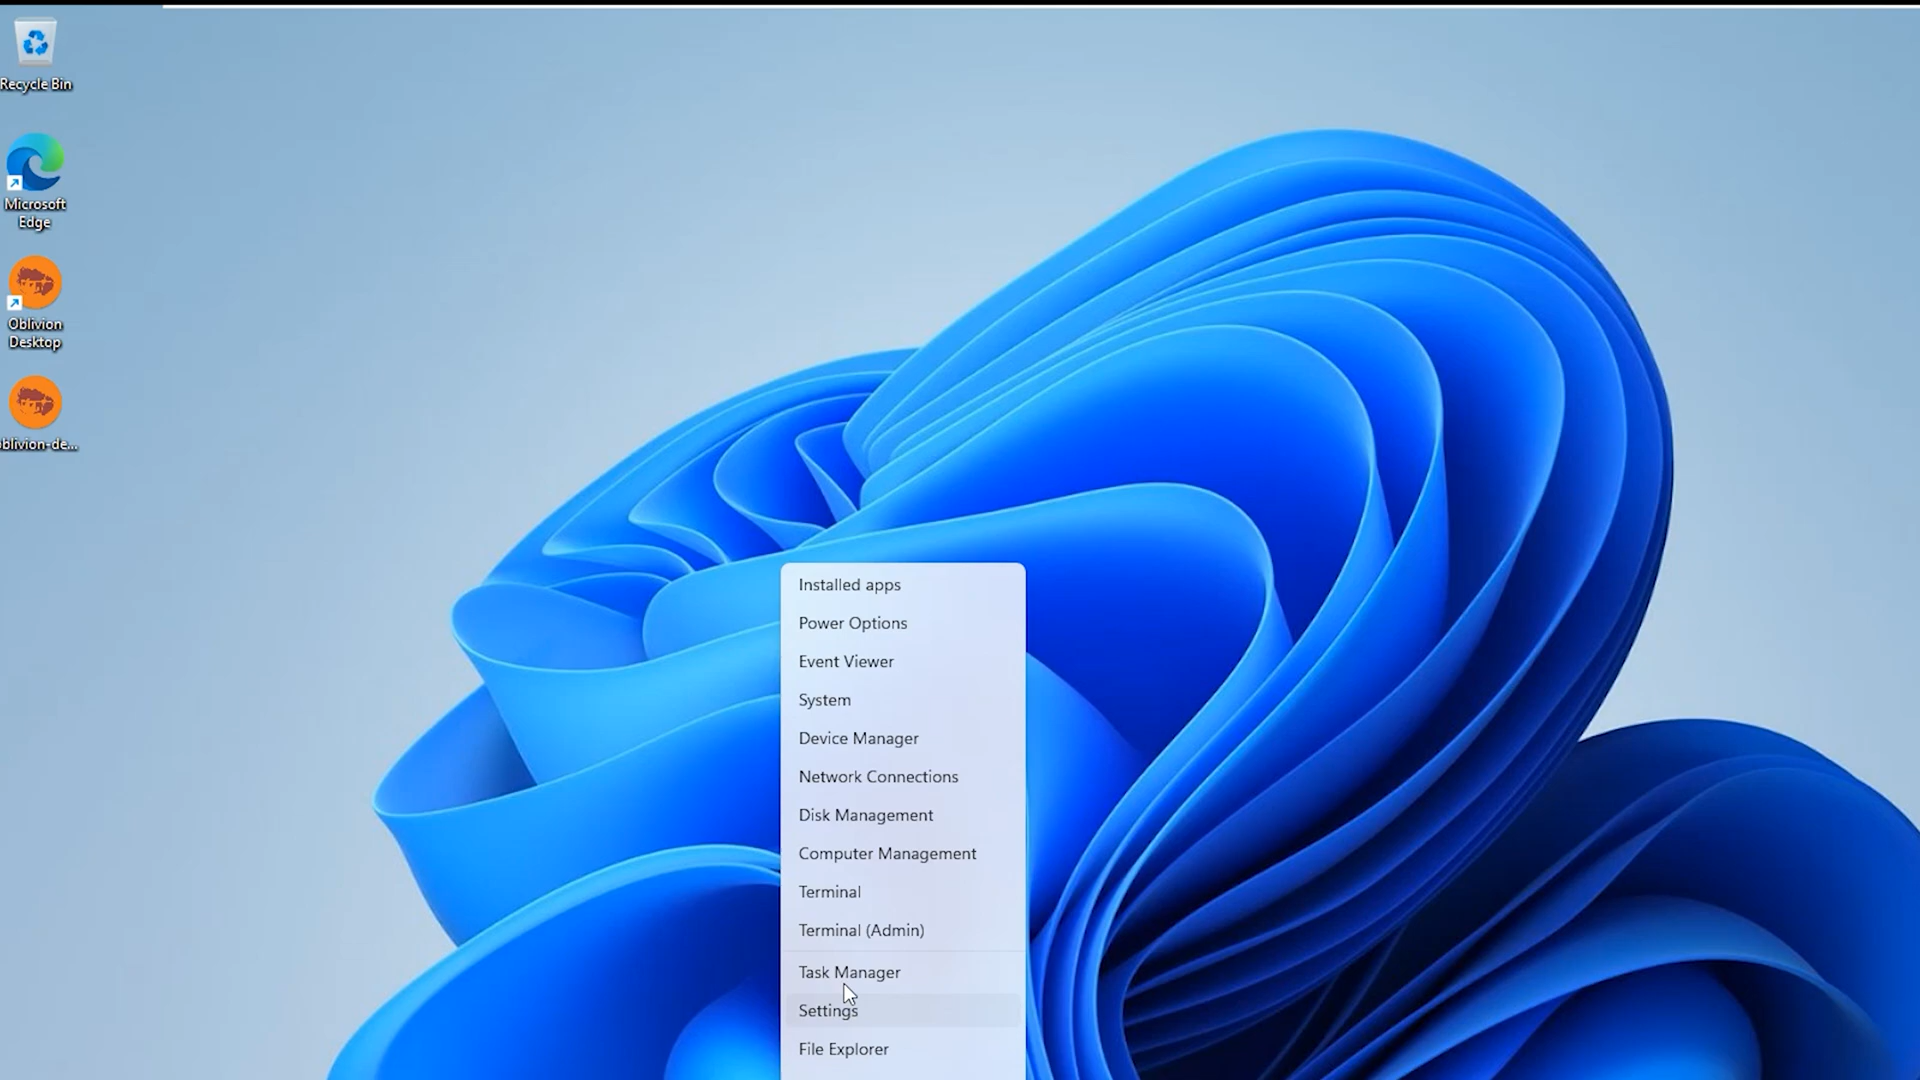 Recycle Bin
Microsoft
Edge
Oblivion
Desktop
oblivion-de...
Installed apps
Power Options
Event Viewer
System
Device Manager
Network Connections
Disk Management
Computer Management
Terminal
Terminal (Admin)
Task Manager
Settings
File Explorer